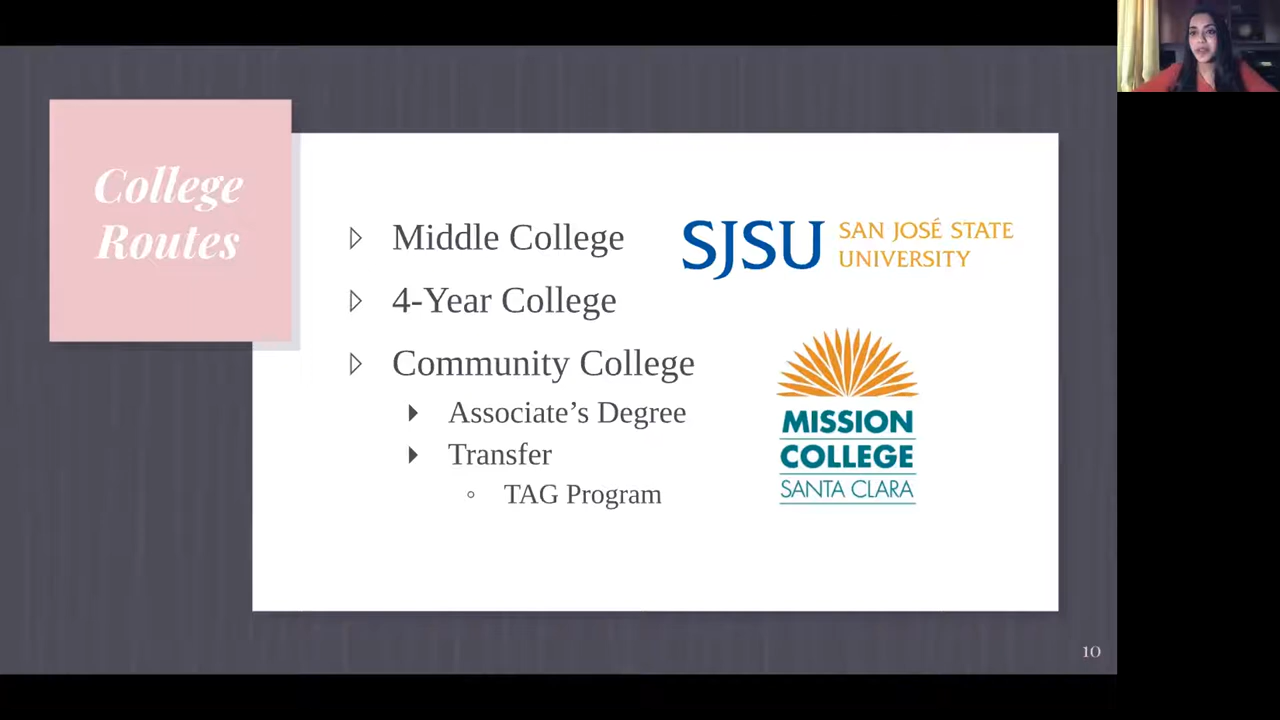 College
Routes
Middle College
4-Year College
Community College
Associate’s Degree
Transfer
TAG Program
SJSU SAN JOSÉ STATE
UNIVERSITY
MISSION
COLLEGE
SANTA CLARA
10